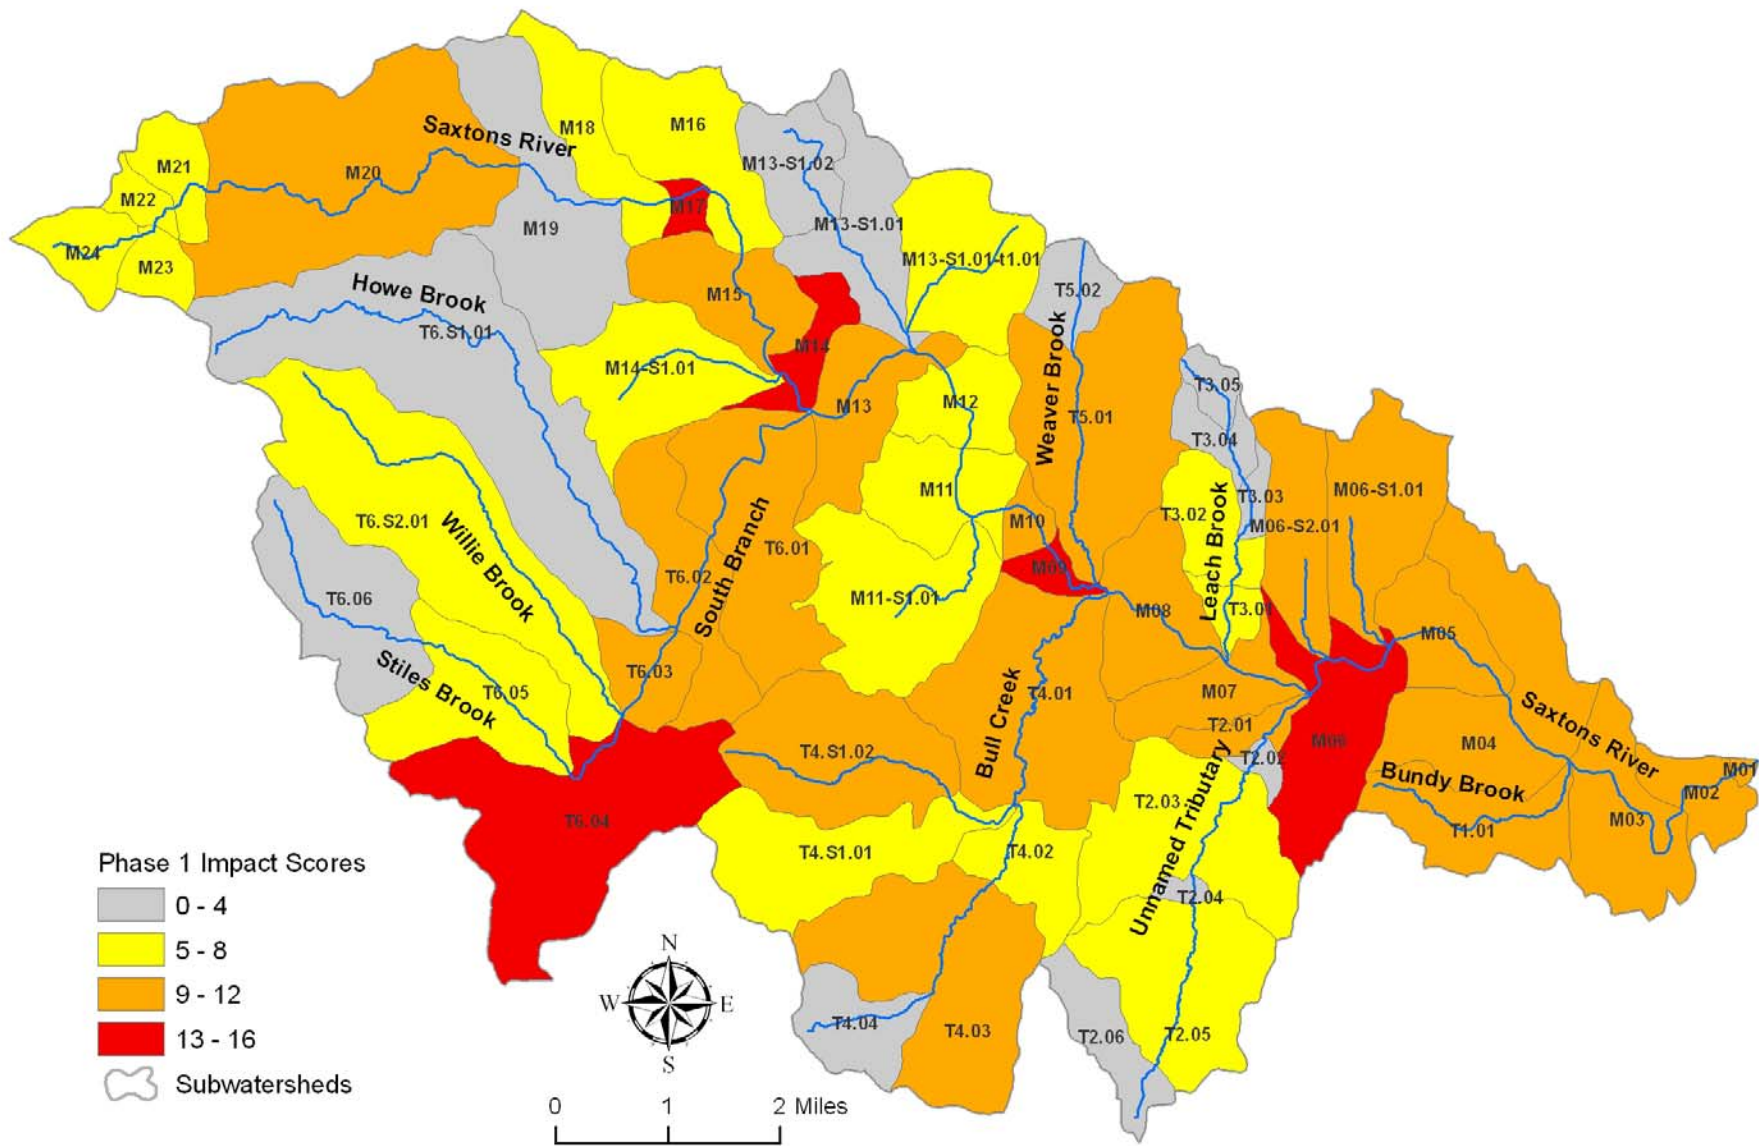 M18
M16
Saxtons River
M21
M20
M13-S1.02
M22
M17
M13-S1.01
M19
M24
M23
M13-S1.01-t1.01
Howe Brook
M15
T5.02
T6.S1.01
M14
M14-S1.01
T3.05
M13
M12
Weaver Brook
T5.01
T3.04
M11
M06-S1.01
T3.03
T3.02
M06-S2.01
M10
T6.S2.01
Willie Brook
South Branch
T6.01
Leach Brook
M09
T6.02
T6.06
M11-S1.01
M08
T3.01
M05
Stiles Brook
T6.03
T6.05
Bull Creek
T4.01
M07
T2.01
Saxtons River
T4.S1.02
T2.02
M06
M04
M01
Bundy Brook
M02
T2.03
Unnamed Tributary
T6.04
M03
T1.01
T4.S1.01
T4.02
T2.04
Phase 1 Impact Scores
0 - 4
5 - 8
9 - 12
13 - 16
Subwatersheds
N
W
E
S
T4.04
T4.03
T2.06
T2.05
0 1 2 Miles